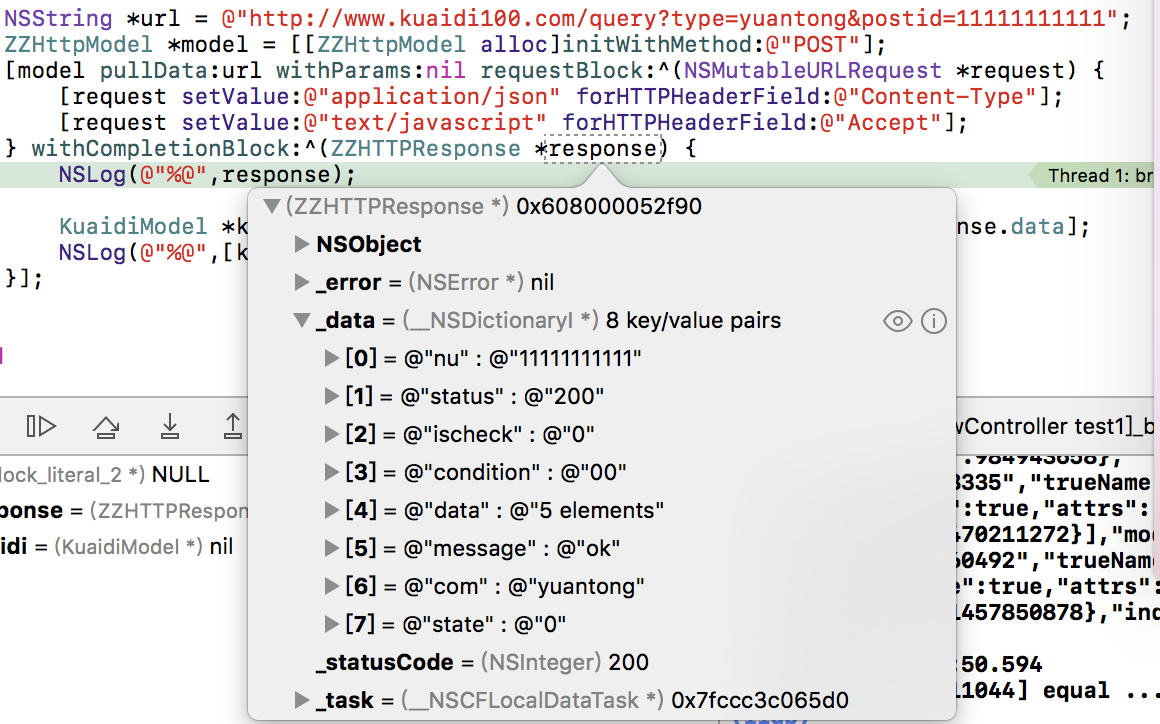 NSString *url = @"http://www.kuaidi100.com/query?type=yuantong&postid=11111111111";
ZZHttpModel *model = [[ZZHttpModel alloc]initWithMethod:@"POST"];
[model pullData:url withParams:nil requestBlock:^(NSMutableURLRequest *request) {
[request setValue:@"application/json" forHTTPHeaderField:@"Content-Type"];
[request setValue:@"text/javascript" forHTTPHeaderField:@"Accept"];
} withCompletionBlock:^(ZZHTTPResponse *response) {
NSLog(@"%@",response); Thread 1: br
(ZZHTTPResponse *) 0x608000052f90
KuaidiModel *k nse.data];
NSObject
NSLog(@"%@",[k
}];
_error = (NSError *) nil
_data = (__NSDictionaryI *) 8 key/value pairs
[0] = @"nu" : @"11111111111"
[1] = @"status" : @"200"
[2] = @"ischeck" : @"0"
wController test1]_b
[3] = @"condition" : @"00"
lock_literal_2 *) NULL
.984943658},
3335","trueName
[4] = @"data" : @"5 elements"
ponse = (ZZHTTPRespon
":true,"attrs":
470211272}],"mo
[5] = @"message" : @"ok"
idi = (KuaidiModel *) nil
60492","trueNam
[6] = @"com" : @"yuantong"
e":true,"attrs":
1457850878},"ind
[7] = @"state" : @"0"
_statusCode = (NSInteger) 200
:50.594
11044] equal ...
_task = (__NSCFLocalDataTask *) 0x7fccc3c065d0